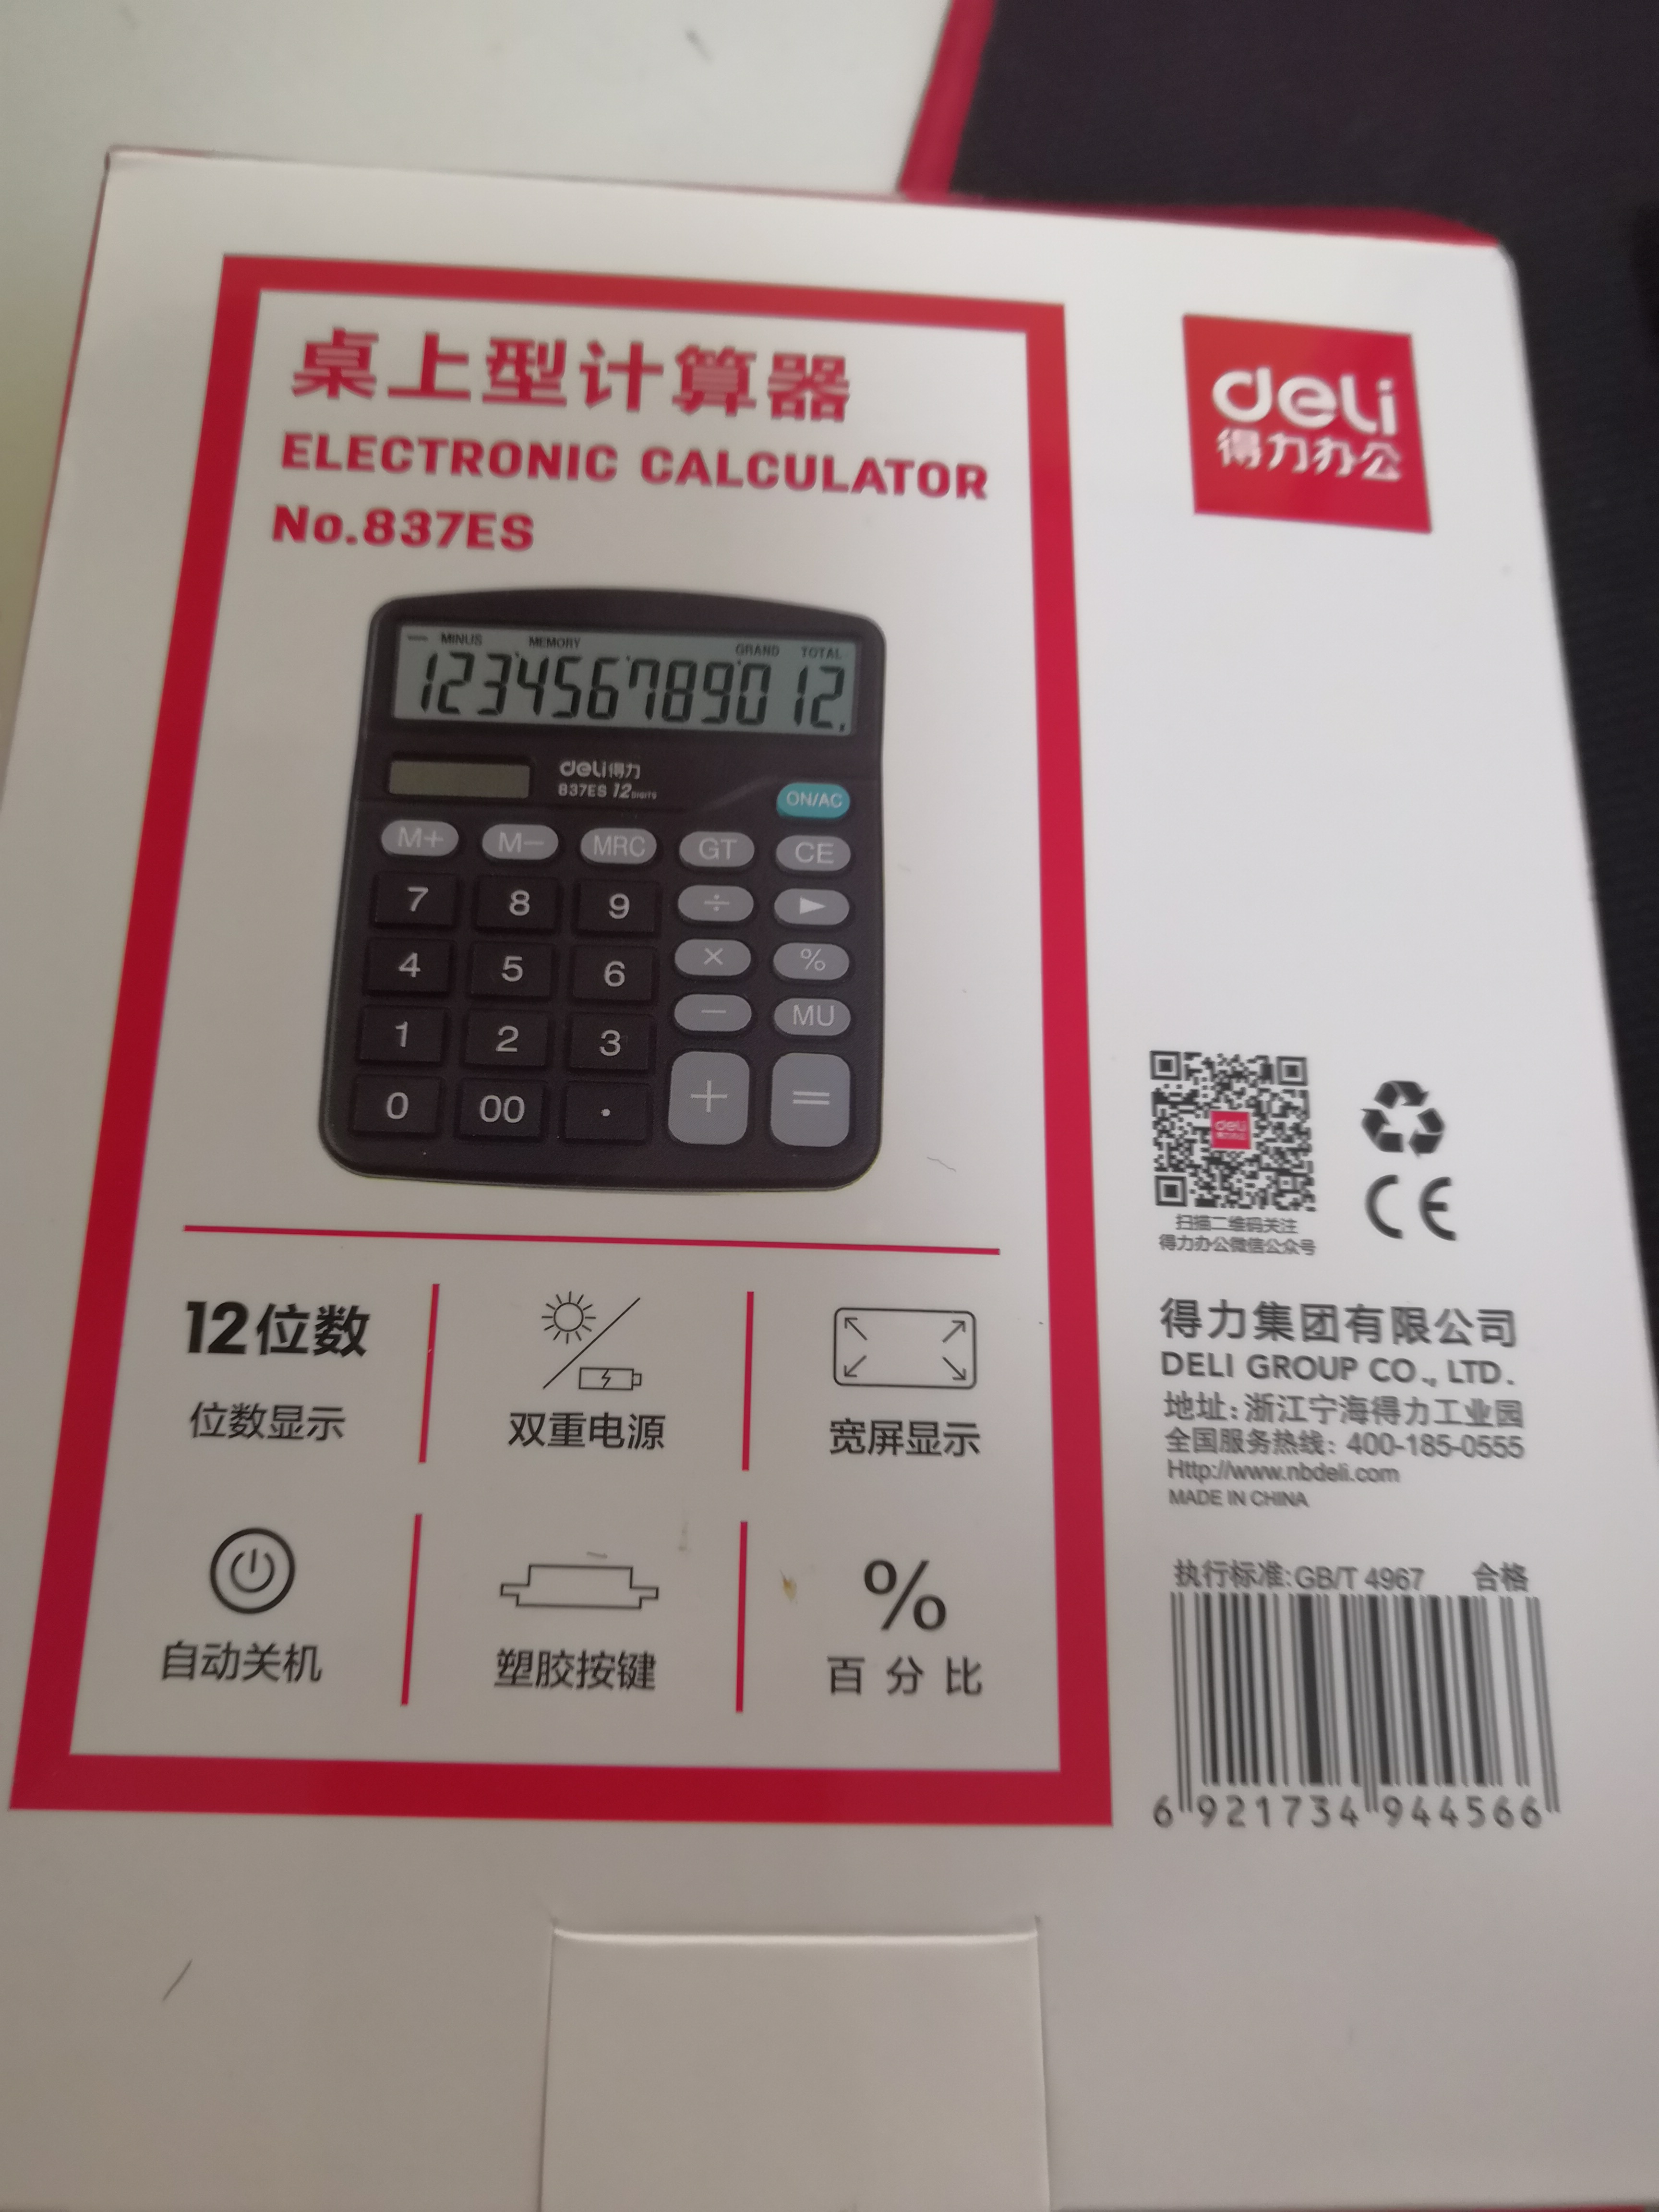 桌上型计算器
ELECTRONIC CALCULATOR
No.837ES
deli
得力办公
— MINUS MEMORY GRAND TOTAL
123'456'789'012.
deli得力
837ES 12 DIGITS
ON/AC
M+ M− MRC GT CE
7 8 9 ÷ ►
4 5 6 × %
1 2 3 − MU
0 00 · + =
12位数
位数显示
双重电源
宽屏显示
自动关机
塑胶按键
%
百分比
deli
扫描二维码关注
得力办公微信公众号
CE
得力集团有限公司
DELI GROUP CO., LTD.
地址:浙江宁海得力工业园
全国服务热线: 400-185-0555
Http://www.nbdeli.com
MADE IN CHINA
执行标准:GB/T 4967 合格
6 921734 944566